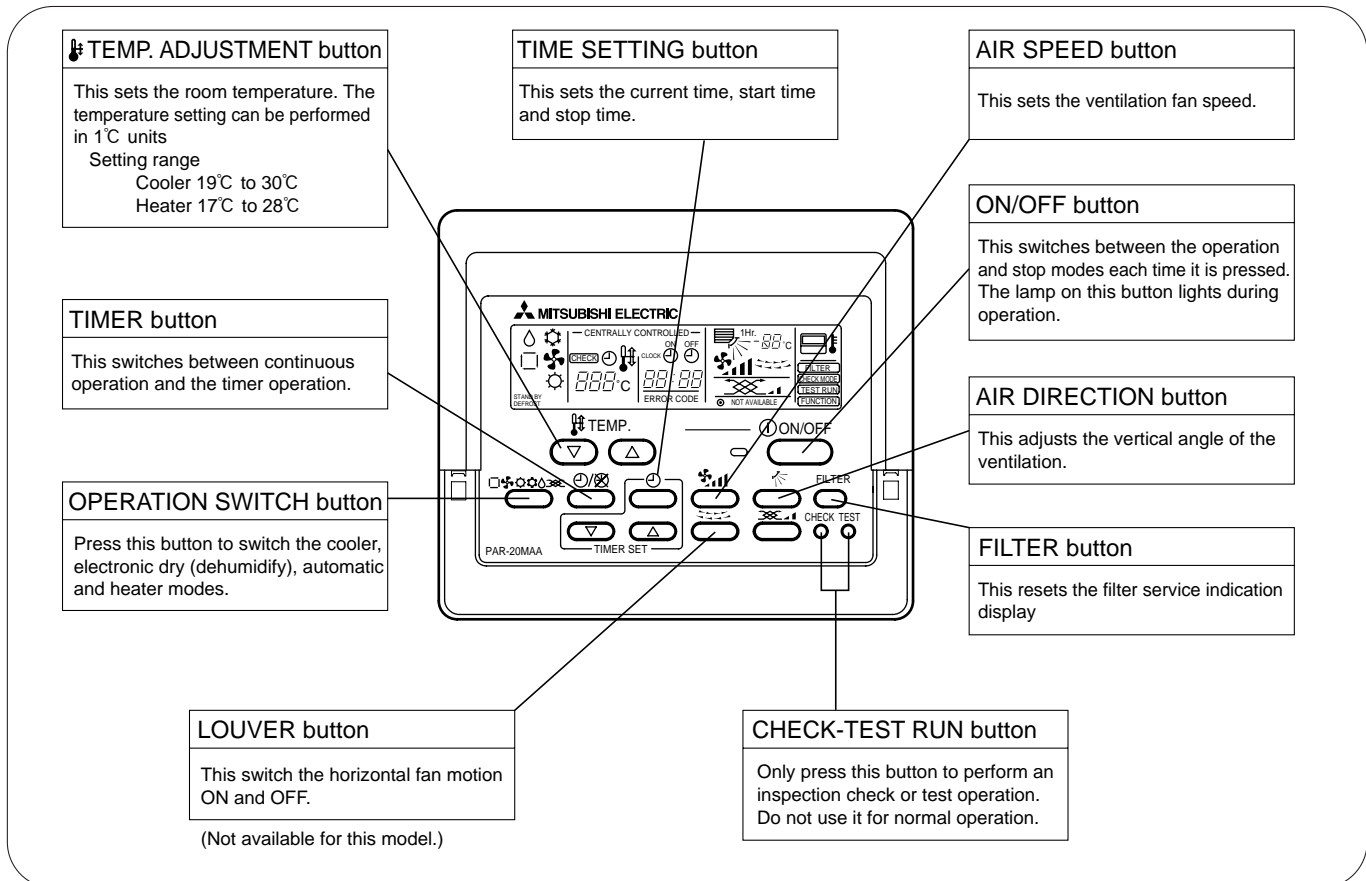 TEMP. ADJUSTMENT button
This sets the room temperature. The
temperature setting can be performed
in 1℃ units
Setting range
Cooler 19℃ to 30℃
Heater 17℃ to 28℃
TIME SETTING button
This sets the current time, start time
and stop time.
AIR SPEED button
This sets the ventilation fan speed.
ON/OFF button
This switches between the operation
and stop modes each time it is pressed.
The lamp on this button lights during
operation.
TIMER button
This switches between continuous
operation and the timer operation.
AIR DIRECTION button
This adjusts the vertical angle of the
ventilation.
OPERATION SWITCH button
Press this button to switch the cooler,
electronic dry (dehumidify), automatic
and heater modes.
FILTER button
This resets the filter service indication
display
LOUVER button
This switch the horizontal fan motion
ON and OFF.
(Not available for this model.)
CHECK-TEST RUN button
Only press this button to perform an
inspection check or test operation.
Do not use it for normal operation.
MITSUBISHI ELECTRIC
CENTRALLY CONTROLLED
ON OFF
CHECK
CLOCK
888°C
88:88
ERROR CODE
STAND BY
DEFROST
1Hr.
88°C
NOT AVAILABLE
FILTER
CHECK MODE
TEST RUN
FUNCTION
TEMP.
ON/OFF
FILTER
CHECK TEST
PAR-20MAA
TIMER SET